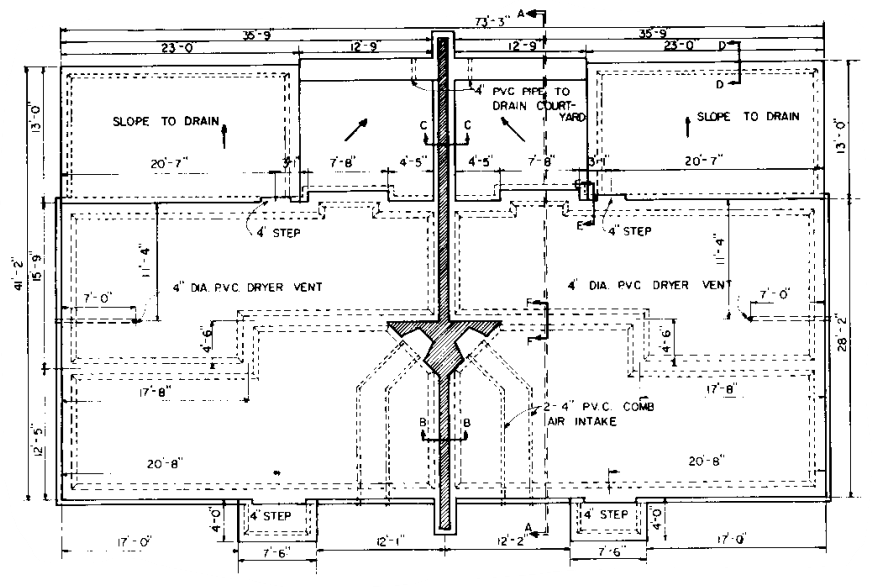 A
73'-3"
35'-9" 35'-9"
23'-0" 12'-9" 12'-9" 23'-0"
D
D
4" PVC PIPE TO
DRAIN COURT-
YARD
13'-0" SLOPE TO DRAIN C C SLOPE TO DRAIN 13'-0"
20'-7" 3'-1" 7'-8" 4'-5" 4'-5" 7'-8" 3'-1" 20'-7"
E
E
4" STEP 4" STEP
41'-2" 15'-9" 11'-4" 11'-4"
4" DIA. P.V.C. DRYER VENT 4" DIA. PVC DRYER VENT
7'-0" 7'-0"
F
4'-6" F 4'-6" 28'-2"
17'-8" 17'-8"
2-4" P.V.C. COMB
AIR INTAKE
B B
12'-5"
20'-8" 20'-8"
4'-0" 4" STEP 4" STEP 4'-0"
A
17'-0" 7'-6" 12'-1" 12'-2" 7'-6" 17'-0"